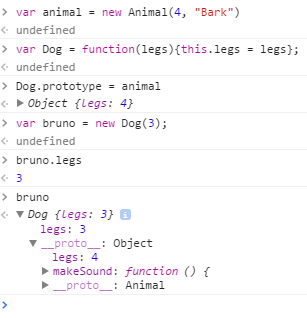 > var animal = new Animal(4, "Bark")
undefined
> var Dog = function(legs){this.legs = legs};
undefined
> Dog.prototype = animal
▶ Object {legs: 4}
> var bruno = new Dog(3);
undefined
> bruno.legs
3
> bruno
▼ Dog {legs: 3} i
legs: 3
▼ __proto__: Object
legs: 4
▶ makeSound: function () {
▶ __proto__: Animal
>